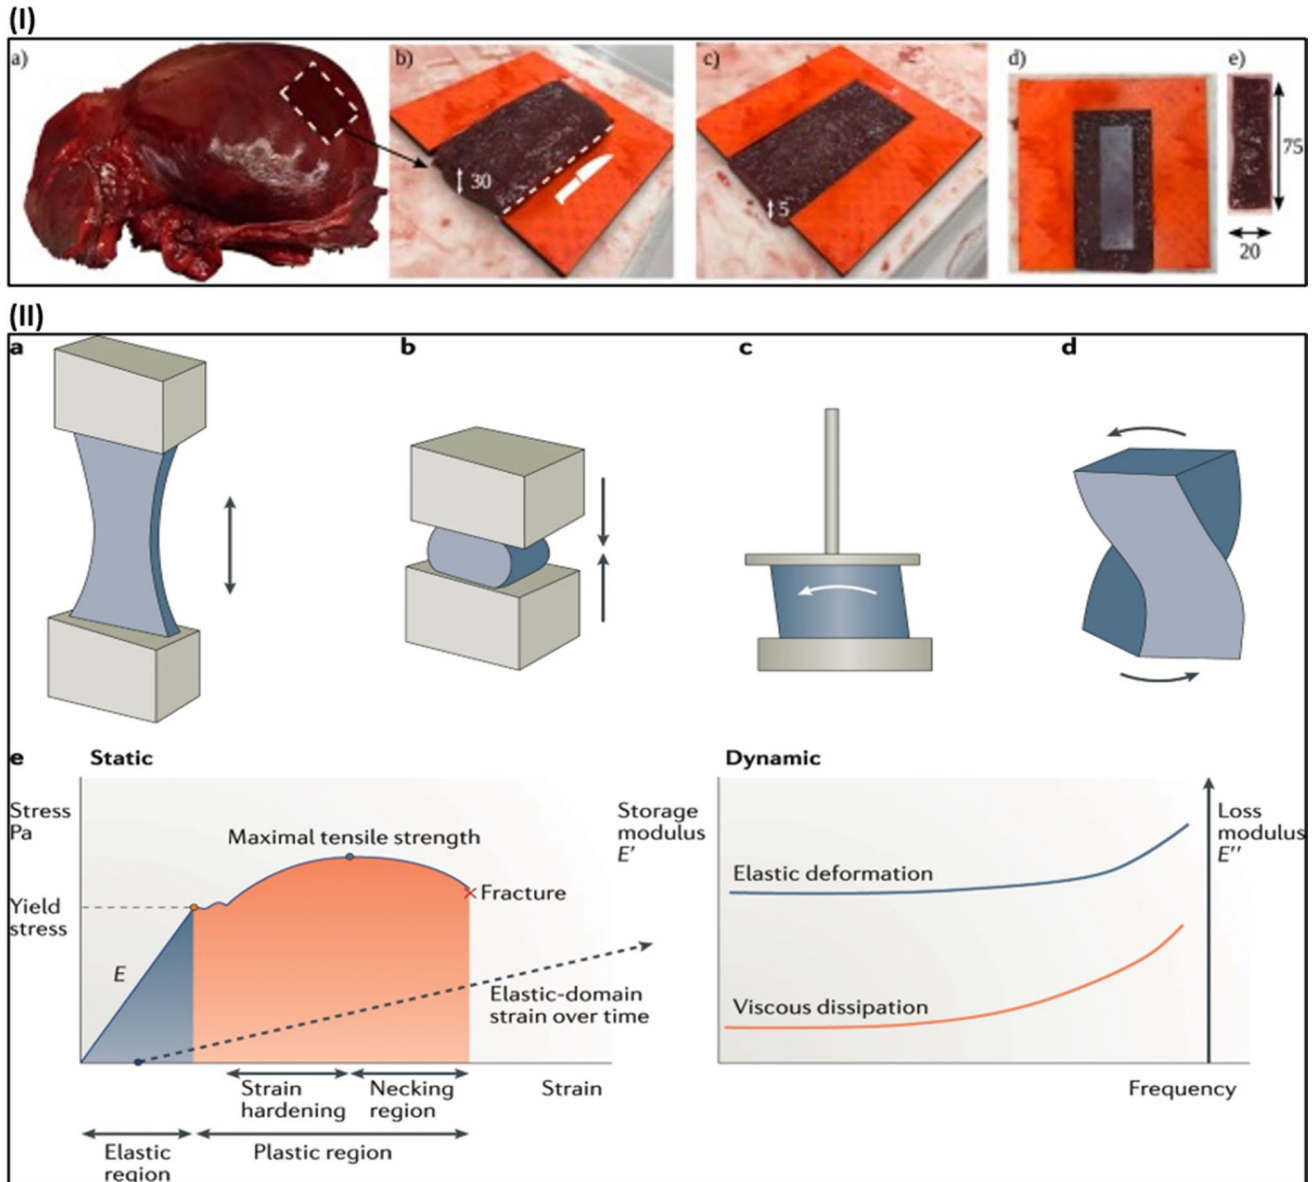 (I)
a)
b)
30
c)
5
d)
e)
75
20
(II)
a
b
c
d
e
Static
Stress
Pa
Maximal tensile strength
Fracture
Yield
stress
E
Elastic-domain
strain over time
Strain
hardening
Necking
region
Strain
Elastic
region
Plastic region
Dynamic
Storage
modulus
E′
Loss
modulus
E′′
Elastic deformation
Viscous dissipation
Frequency